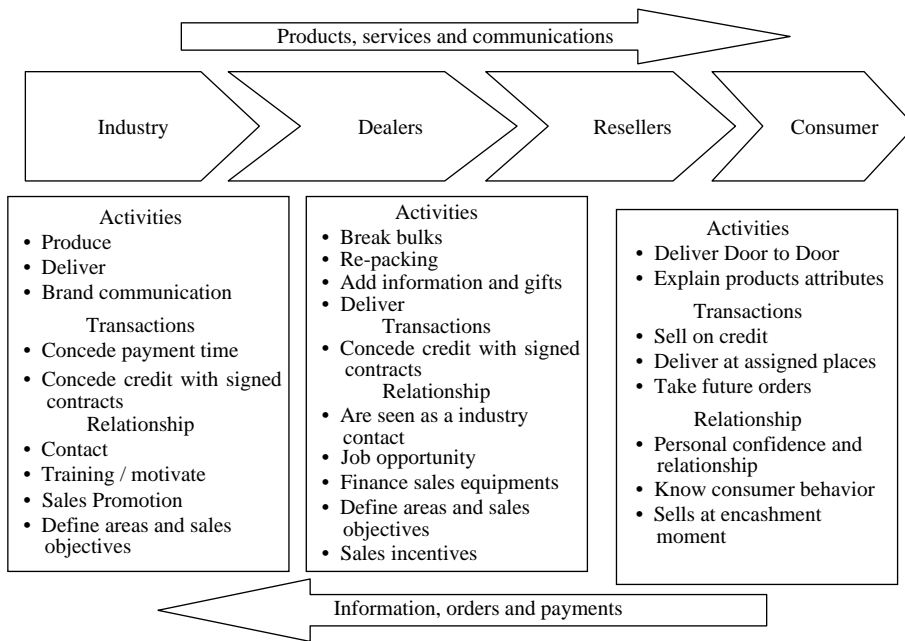 Products, services and communications
Industry
Dealers
Resellers
Consumer
Activities
• Produce
• Deliver
• Brand communication
Transactions
• Concede payment time
• Concede credit with signed
contracts
Relationship
• Contact
• Training / motivate
• Sales Promotion
• Define areas and sales
objectives
Activities
• Break bulks
• Re-packing
• Add information and gifts
• Deliver
Transactions
• Concede credit with signed
contracts
Relationship
• Are seen as a industry
contact
• Job opportunity
• Finance sales equipments
• Define areas and sales
objectives
• Sales incentives
Activities
• Deliver Door to Door
• Explain products attributes
Transactions
• Sell on credit
• Deliver at assigned places
• Take future orders
Relationship
• Personal confidence and
relationship
• Know consumer behavior
• Sells at encashment
moment
Information, orders and payments